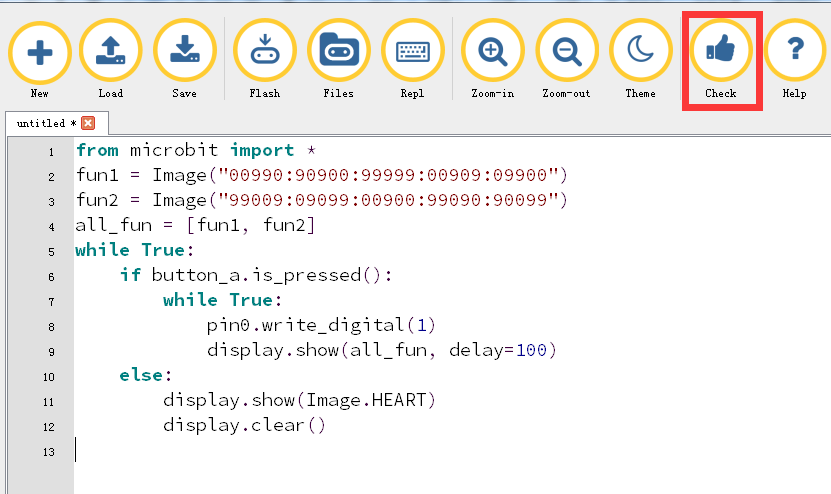 New Load Save Flash Files Repl Zoom-in Zoom-out Theme Check Help
untitled *
1 from microbit import *
2 fun1 = Image("00990:90900:99999:00909:09900")
3 fun2 = Image("99009:09099:00900:99090:90099")
4 all_fun = [fun1, fun2]
5 while True:
6 if button_a.is_pressed():
7 while True:
8 pin0.write_digital(1)
9 display.show(all_fun, delay=100)
10 else:
11 display.show(Image.HEART)
12 display.clear()
13